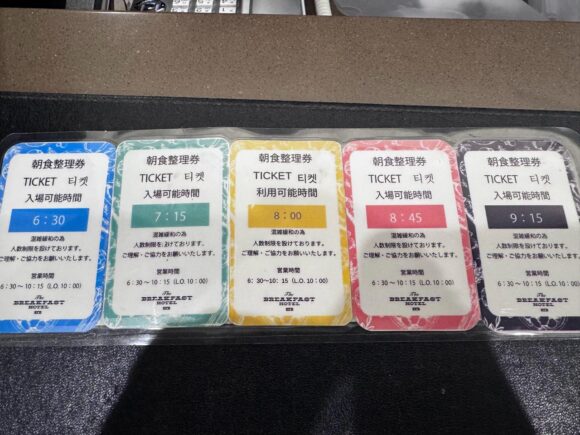 朝食整理券
TICKET 티켓
入場可能時間
6:30
混雑緩和の為
人数制限を設けております。
ご理解・ご協力をお願いいたします。
営業時間
6:30～10:15 (L.O. 10:00)
The
BREAKFAST
HOTEL
朝食整理券
TICKET 티켓
入場可能時間
7:15
混雑緩和の為
人数制限を設けております。
ご理解・ご協力をお願いいたします。
営業時間
6:30～10:15 (L.O. 10:00)
The
BREAKFAST
HOTEL
朝食整理券
TICKET 티켓
利用可能時間
8:00
混雑緩和の為
人数制限を設けております。
ご理解・ご協力をお願いいたします。
営業時間
6:30～10:15 (L.O. 10:00)
The
BREAKFAST
HOTEL
朝食整理券
TICKET 티켓
入場可能時間
8:45
混雑緩和の為
人数制限を設けております。
ご理解・ご協力をお願いいたします。
営業時間
6:30～10:15 (L.O. 10:00)
The
BREAKFAST
HOTEL
朝食整理券
TICKET 티켓
入場可能時間
9:15
混雑緩和の為
人数制限を設けております。
ご理解・ご協力をお願いいたします。
営業時間
6:30～10:15 (L.O. 10:00)
The
BREAKFAST
HOTEL